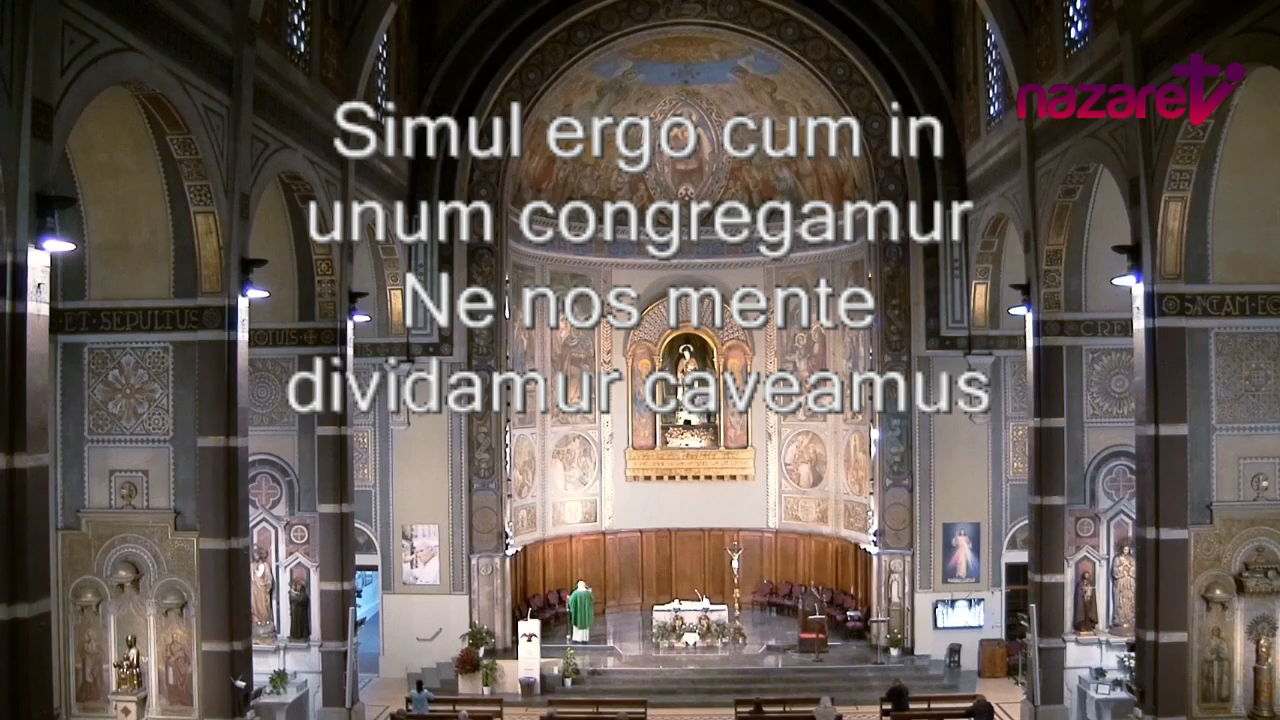 nazaretv
Simul ergo cum in
unum congregamur
Ne nos mente
dividamur caveamus
ET·SEPULTUS